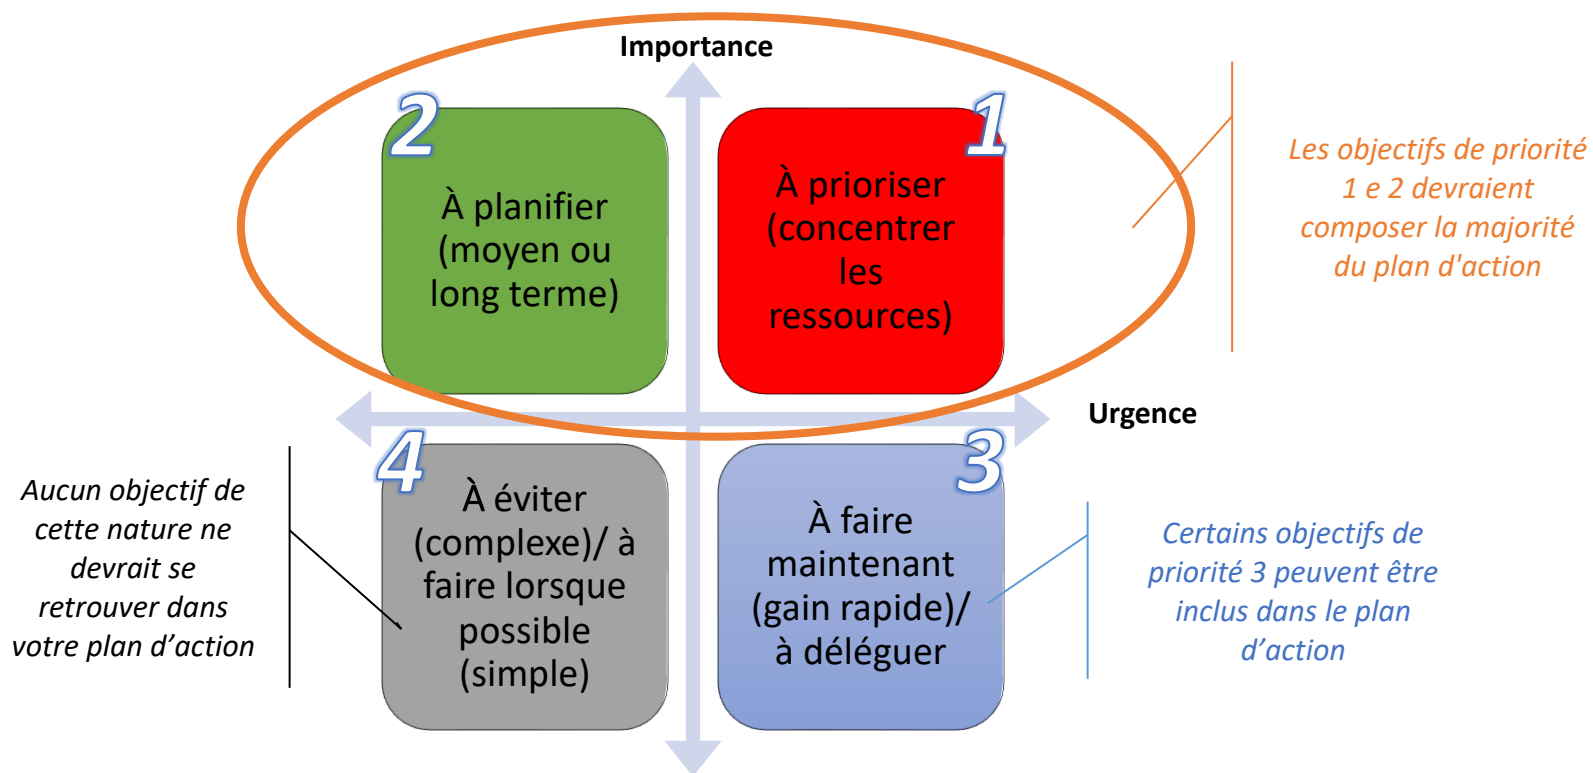 Importance
2
À planifier
(moyen ou
long terme)
1
À prioriser
(concentrer
les
ressources)
Les objectifs de priorité
1 e 2 devraient
composer la majorité
du plan d'action
Urgence
4
À éviter
(complexe)/ à
faire lorsque
possible
(simple)
3
À faire
maintenant
(gain rapide)/
à déléguer
Aucun objectif de
cette nature ne
devrait se
retrouver dans
votre plan d’action
Certains objectifs de
priorité 3 peuvent être
inclus dans le plan
d’action